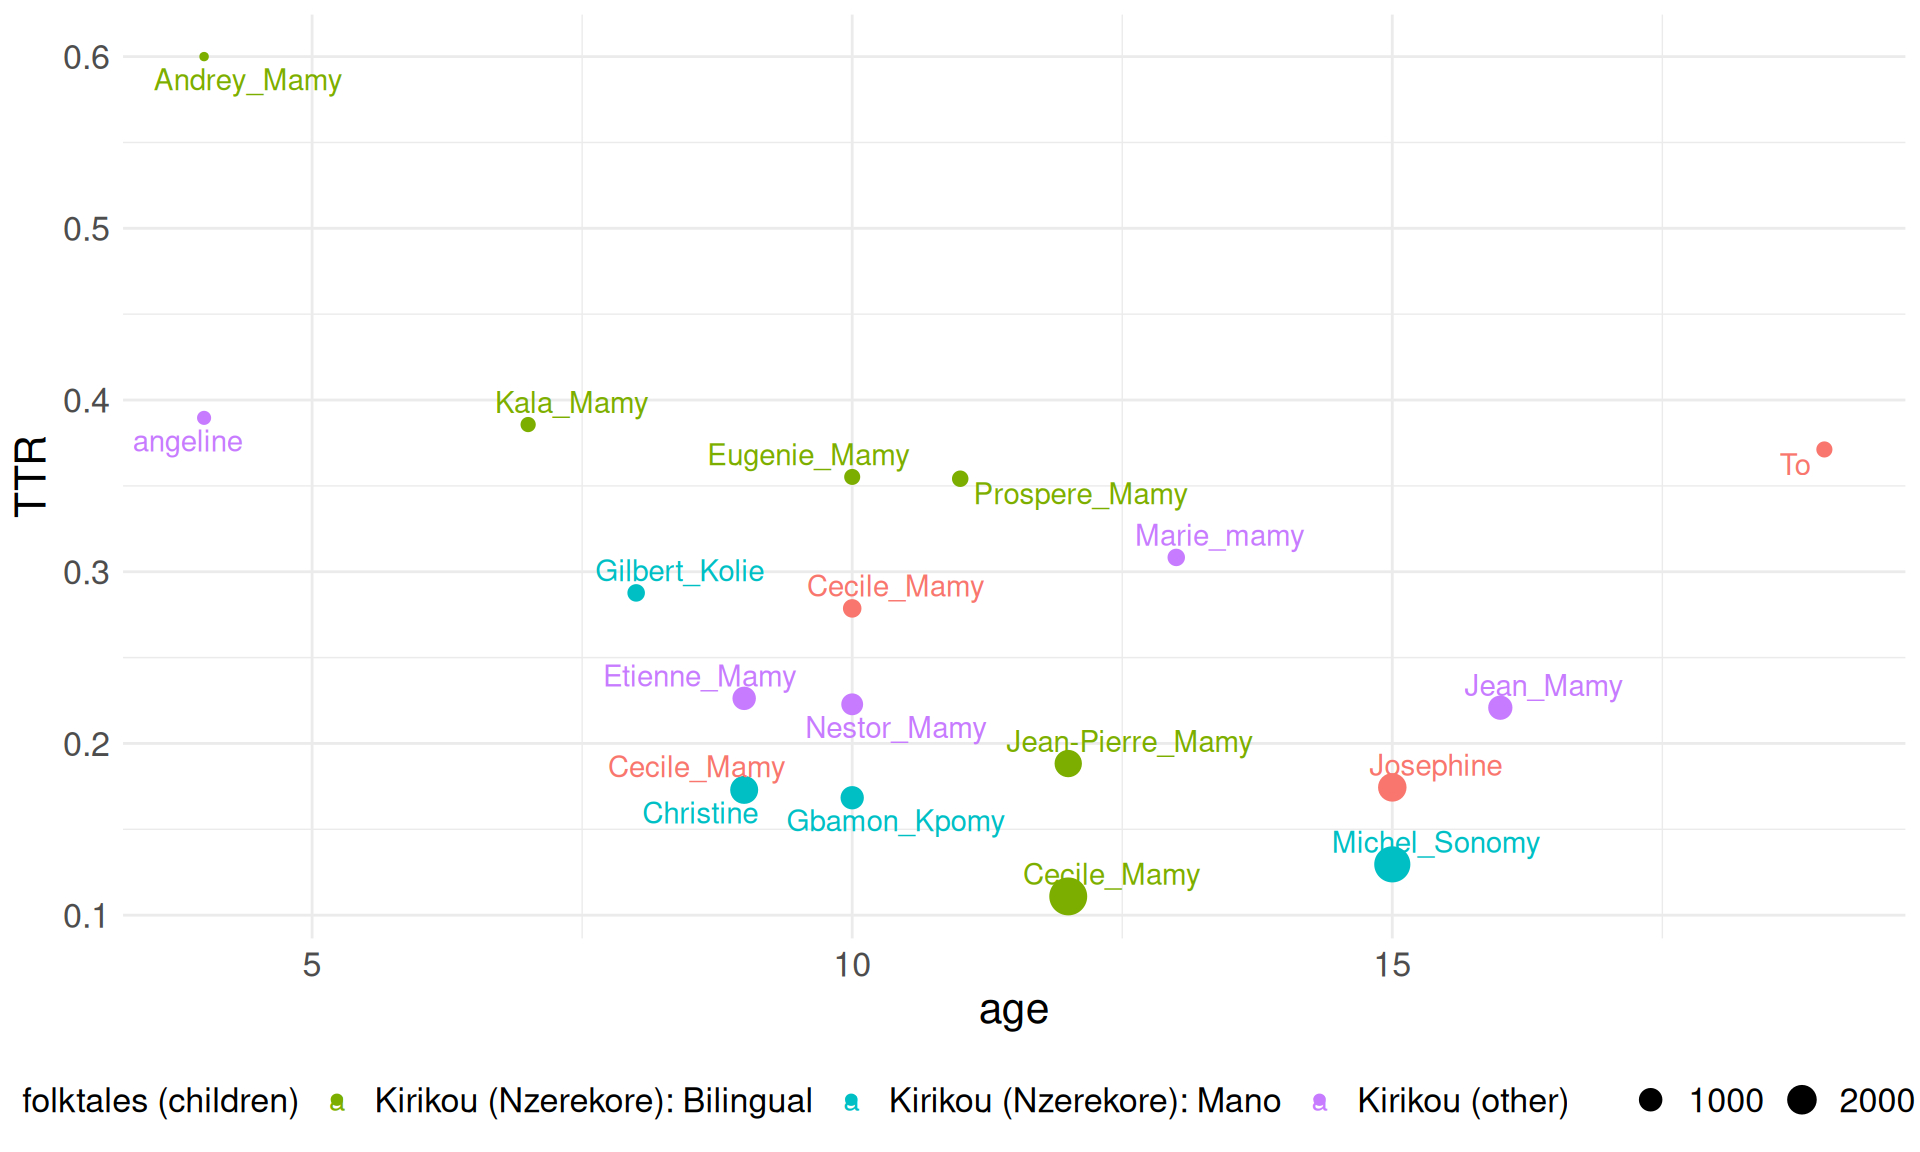 0.6
Andrey_Mamy
0.5
0.4
Kala_Mamy
angeline
Eugenie_Mamy
To
Prospere_Mamy
Marie_mamy
0.3
Gilbert_Kolie
Cecile_Mamy
Etienne_Mamy
Jean_Mamy
Nestor_Mamy
0.2
Jean-Pierre_Mamy
Cecile_Mamy
Josephine
Christine
Gbamon_Kpomy
Michel_Sonomy
Cecile_Mamy
0.1
TTR
5 10 15
age
folktales (children) a Kirikou (Nzerekore): Bilingual a Kirikou (Nzerekore): Mano a Kirikou (other) 1000 2000